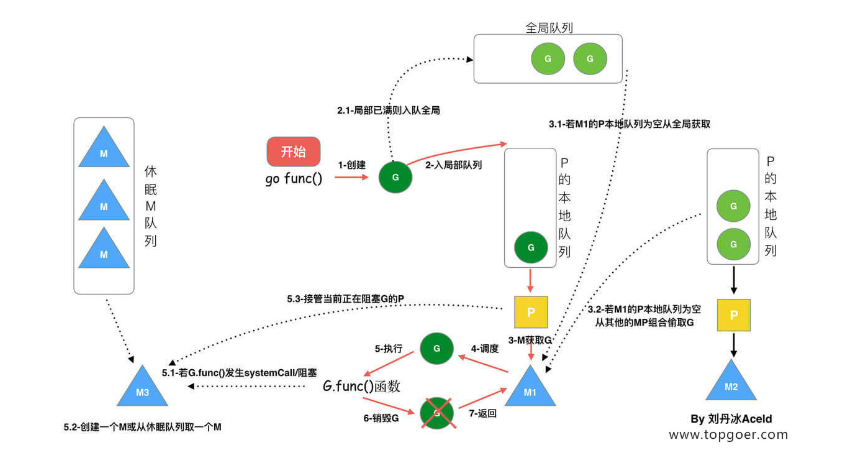 全局队列
G
G
2.1-局部已满则入队全局
3.1-若M1的P本地队列为空从全局获取
开始
go func()
1-创建
G
2-入局部队列
M
M
M
休眠M队列
G
P的本地队列
G
G
P的本地队列
5.3-接管当前正在阻塞G的P
P
3-M获取G
3.2-若M1的P本地队列为空
从其他的MP组合偷取G
P
5-执行
G
4-调度
5.1-若G.func()发生systemCall/阻塞
G.func()函数
M3
M1
M2
6-销毁G
G
7-返回
5.2-创建一个M或从休眠队列取一个M
By 刘丹冰Aceld
www.topgoer.com